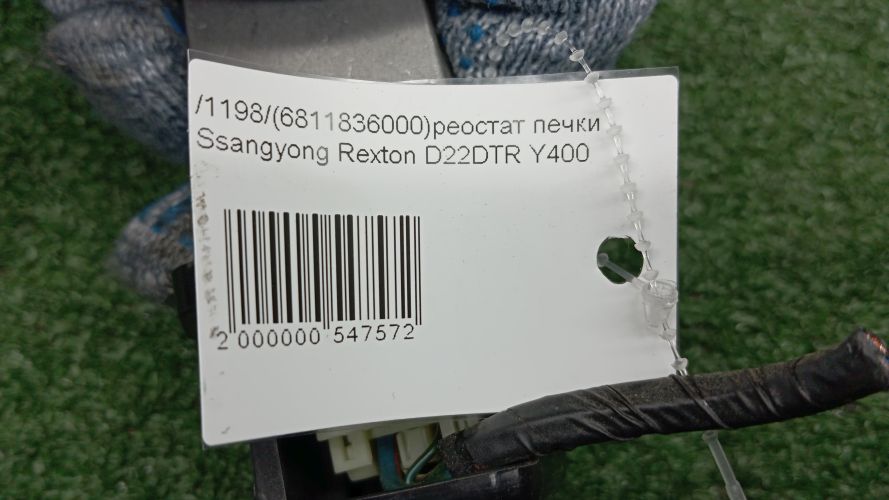 /1198/(6811836000)реостат печки
Ssangyong Rexton D22DTR Y400
2 000000 547572